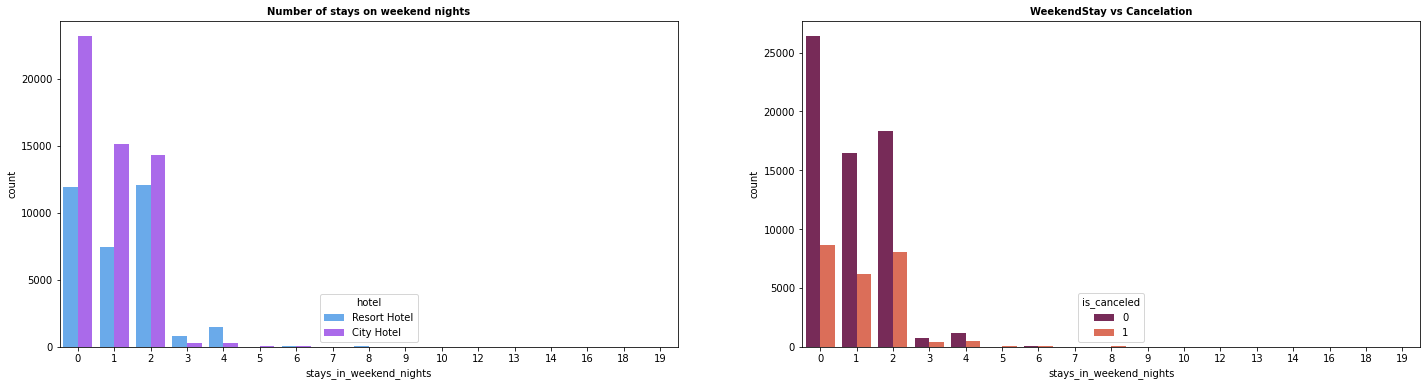 Number of stays on weekend nights
count
20000
15000
10000
5000
0
hotel
Resort Hotel
City Hotel
0 1 2 3 4 5 6 7 8 9 10 12 13 14 16 18 19
stays_in_weekend_nights
WeekendStay vs Cancelation
count
25000
20000
15000
10000
5000
0
is_canceled
0
1
0 1 2 3 4 5 6 7 8 9 10 12 13 14 16 18 19
stays_in_weekend_nights